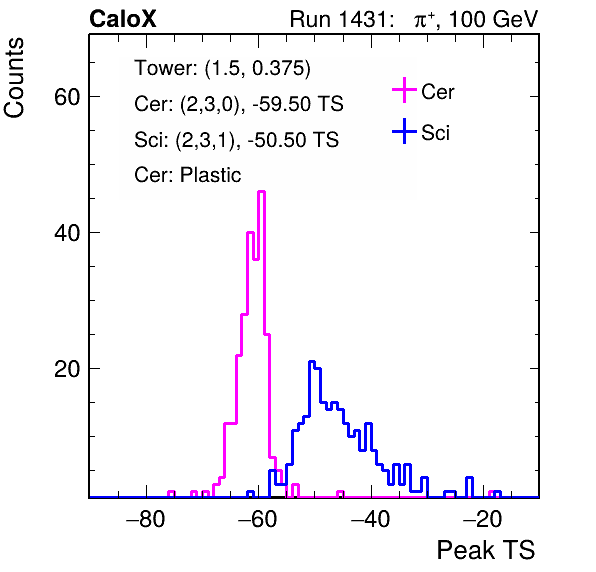 CaloX Run 1431: π⁺, 100 GeV
Counts
Tower: (1.5, 0.375)
Cer: (2,3,0), -59.50 TS
Sci: (2,3,1), -50.50 TS
Cer: Plastic
Cer
Sci
60
40
20
−80 −60 −40 −20
Peak TS